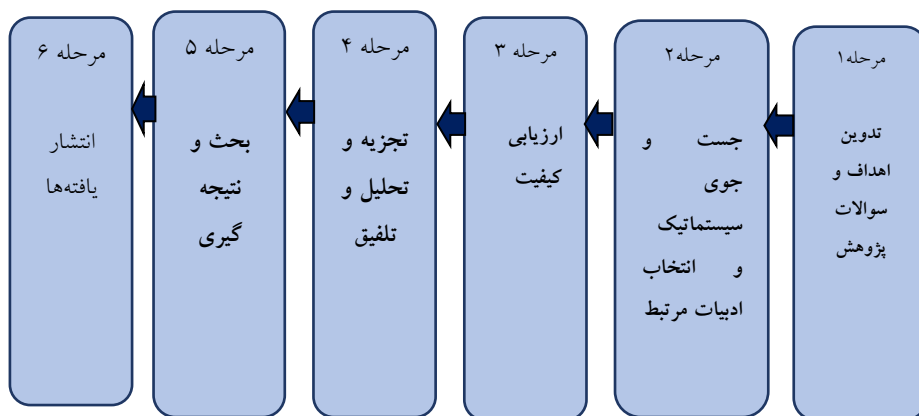 مرحله۱
تدوین
اهداف و
سوالات
پژوهش
مرحله۲
جست و
جوی
سیستماتیک
و انتخاب
ادبیات مرتبط
مرحله ۳
ارزیابی
کیفیت
مرحله ۴
تجزیه و
تحلیل و
تلفیق
مرحله ۵
بحث و
نتیجه
گیری
مرحله ۶
انتشار
یافته‌ها